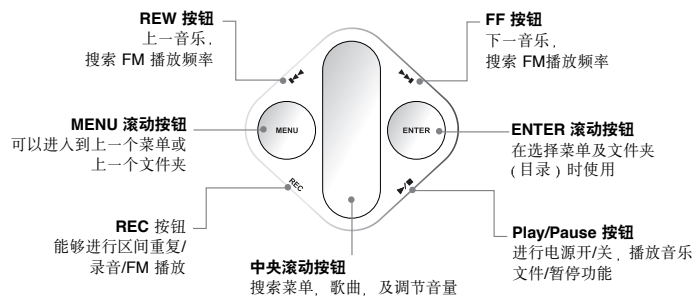 REW 按钮
上一音乐,
搜索 FM 播放频率
FF 按钮
下一音乐,
搜索 FM播放频率
MENU 滚动按钮
可以进入到上一个菜单或
上一个文件夹
MENU
ENTER
ENTER 滚动按钮
在选择菜单及文件夹
(目录) 时使用
REC
REC 按钮
能够进行区间重复/
录音/FM 播放
Play/Pause 按钮
进行电源开/关, 播放音乐
文件/暂停功能
中央滚动按钮
搜索菜单, 歌曲, 及调节音量